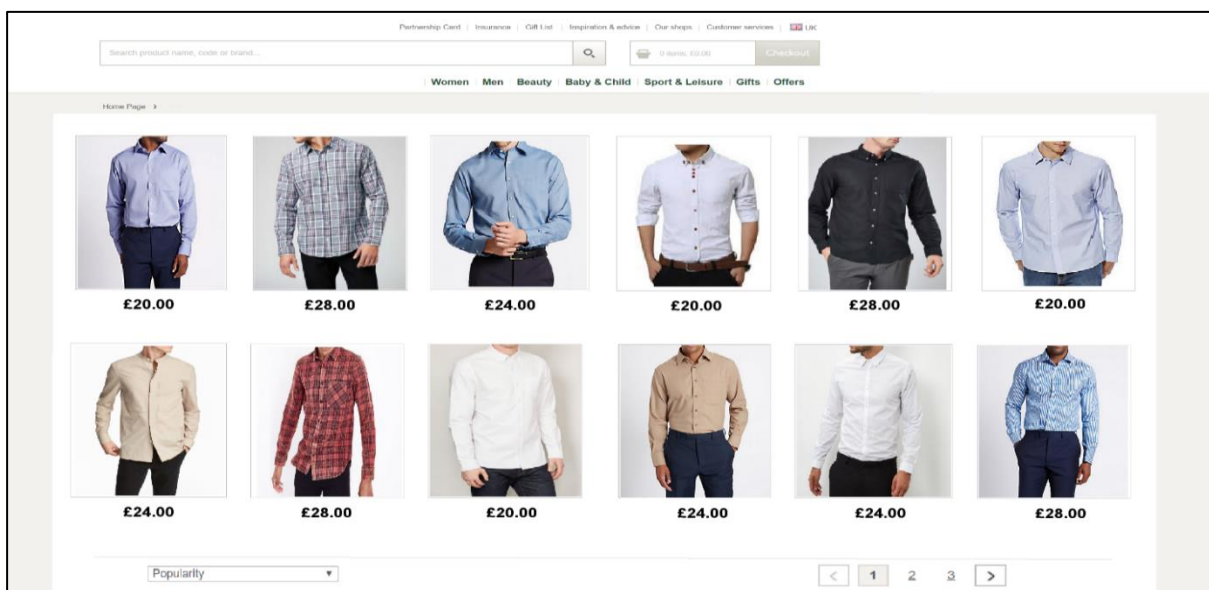 Partnership Card | Insurance | Gift List | Inspiration & advice | Our shops | Customer services | UK
Search product name, code or brand...
0 items, £0.00
Checkout
Women | Men | Beauty | Baby & Child | Sport & Leisure | Gifts | Offers
Home Page >
£20.00 £28.00 £24.00 £20.00 £28.00 £20.00
£24.00 £28.00 £20.00 £24.00 £24.00 £28.00
Popularity
< 1 2 3 >